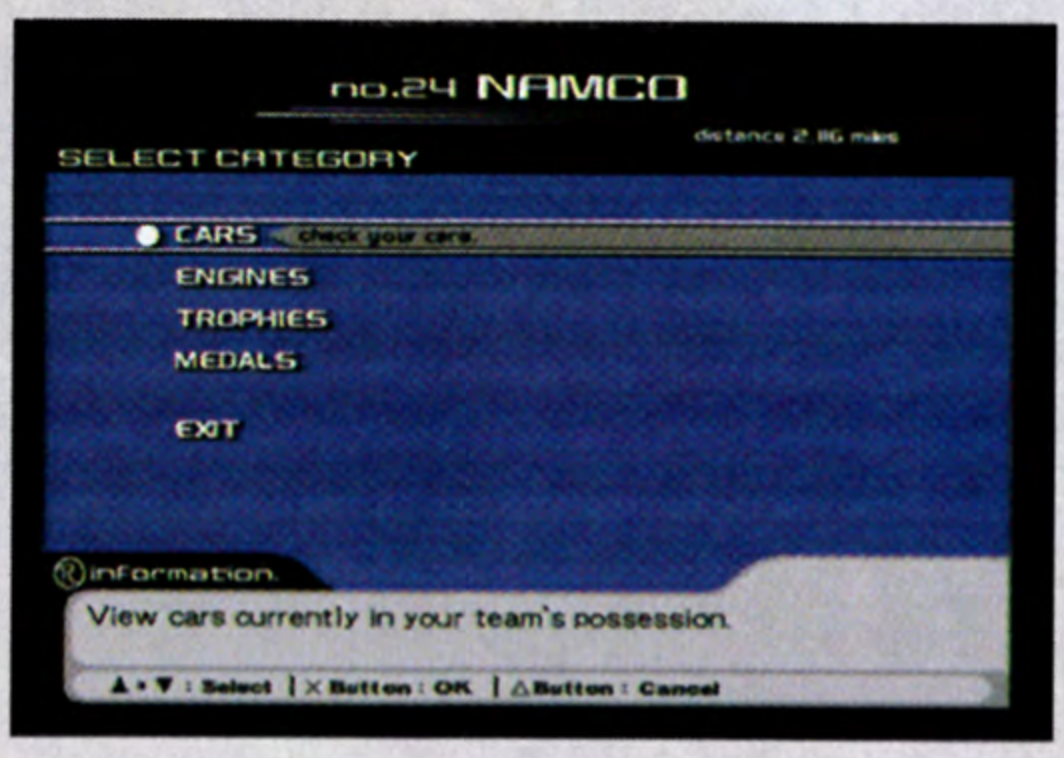 no.24 NAMCO
distance 2.86 miles
SELECT CATEGORY
CARS check your cars.
ENGINES
TROPHIES
MEDALS
EXIT
R information.
View cars currently in your team's possession.
▲ • ▼ : Select | × Button : OK | △ Button : Cancel